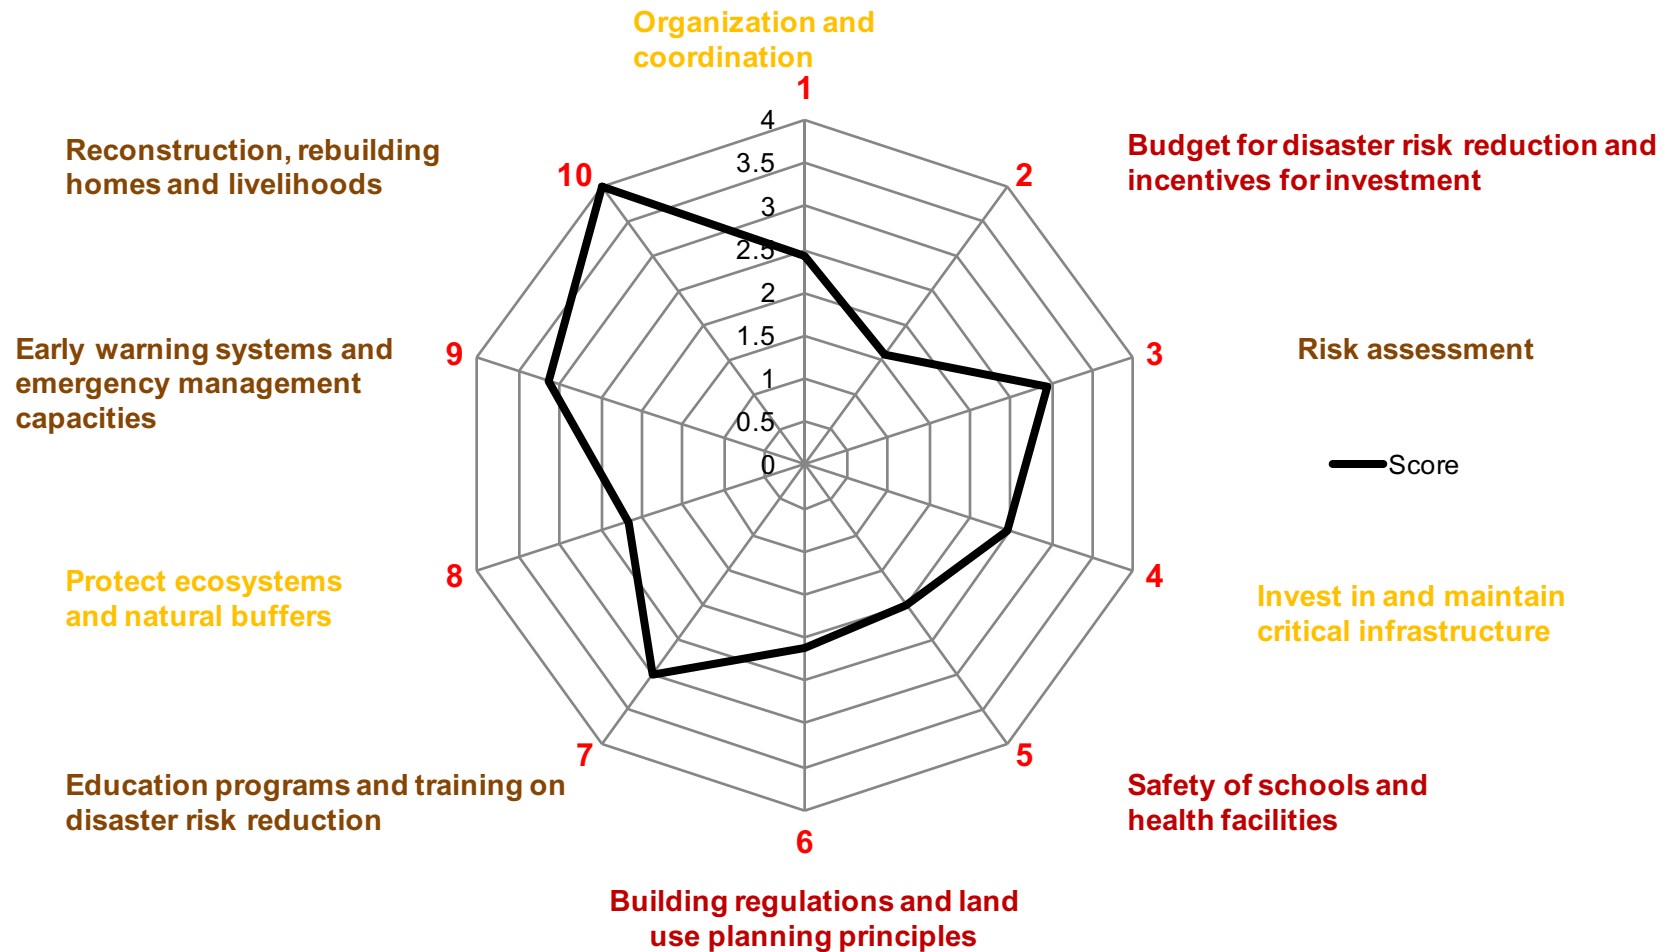 Organization and
coordination
1
4
3.5
3
2.5
2
1.5
1
0.5
0
2
Budget for disaster risk reduction and
incentives for investment
3
Risk assessment
Score
4
Invest in and maintain
critical infrastructure
5
Safety of schools and
health facilities
6
Building regulations and land
use planning principles
7
Education programs and training on
disaster risk reduction
8
Protect ecosystems
and natural buffers
9
Early warning systems and
emergency management
capacities
10
Reconstruction, rebuilding
homes and livelihoods